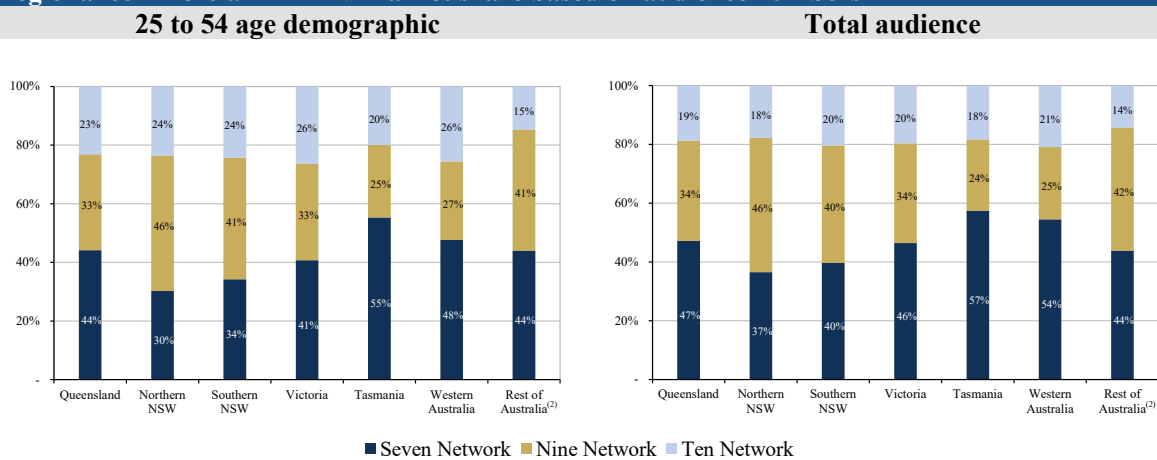 25 to 54 age demographic
Total audience
100%
80%
60%
40%
20%
-
23% 24% 24% 26% 20% 26% 15%
33% 46% 41% 33% 25% 27% 41%
44% 30% 34% 41% 55% 48% 44%
Queensland Northern NSW Southern NSW Victoria Tasmania Western Australia Rest of Australia(2)
100%
80%
60%
40%
20%
-
19% 18% 20% 20% 18% 21% 14%
34% 46% 40% 34% 24% 25% 42%
47% 37% 40% 46% 57% 54% 44%
Queensland Northern NSW Southern NSW Victoria Tasmania Western Australia Rest of Australia(2)
Seven Network Nine Network Ten Network